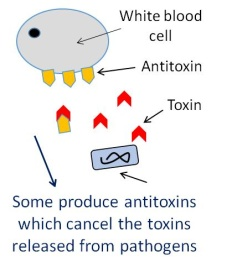 White blood
cell
Antitoxin
Toxin
Some produce antitoxins
which cancel the toxins
released from pathogens